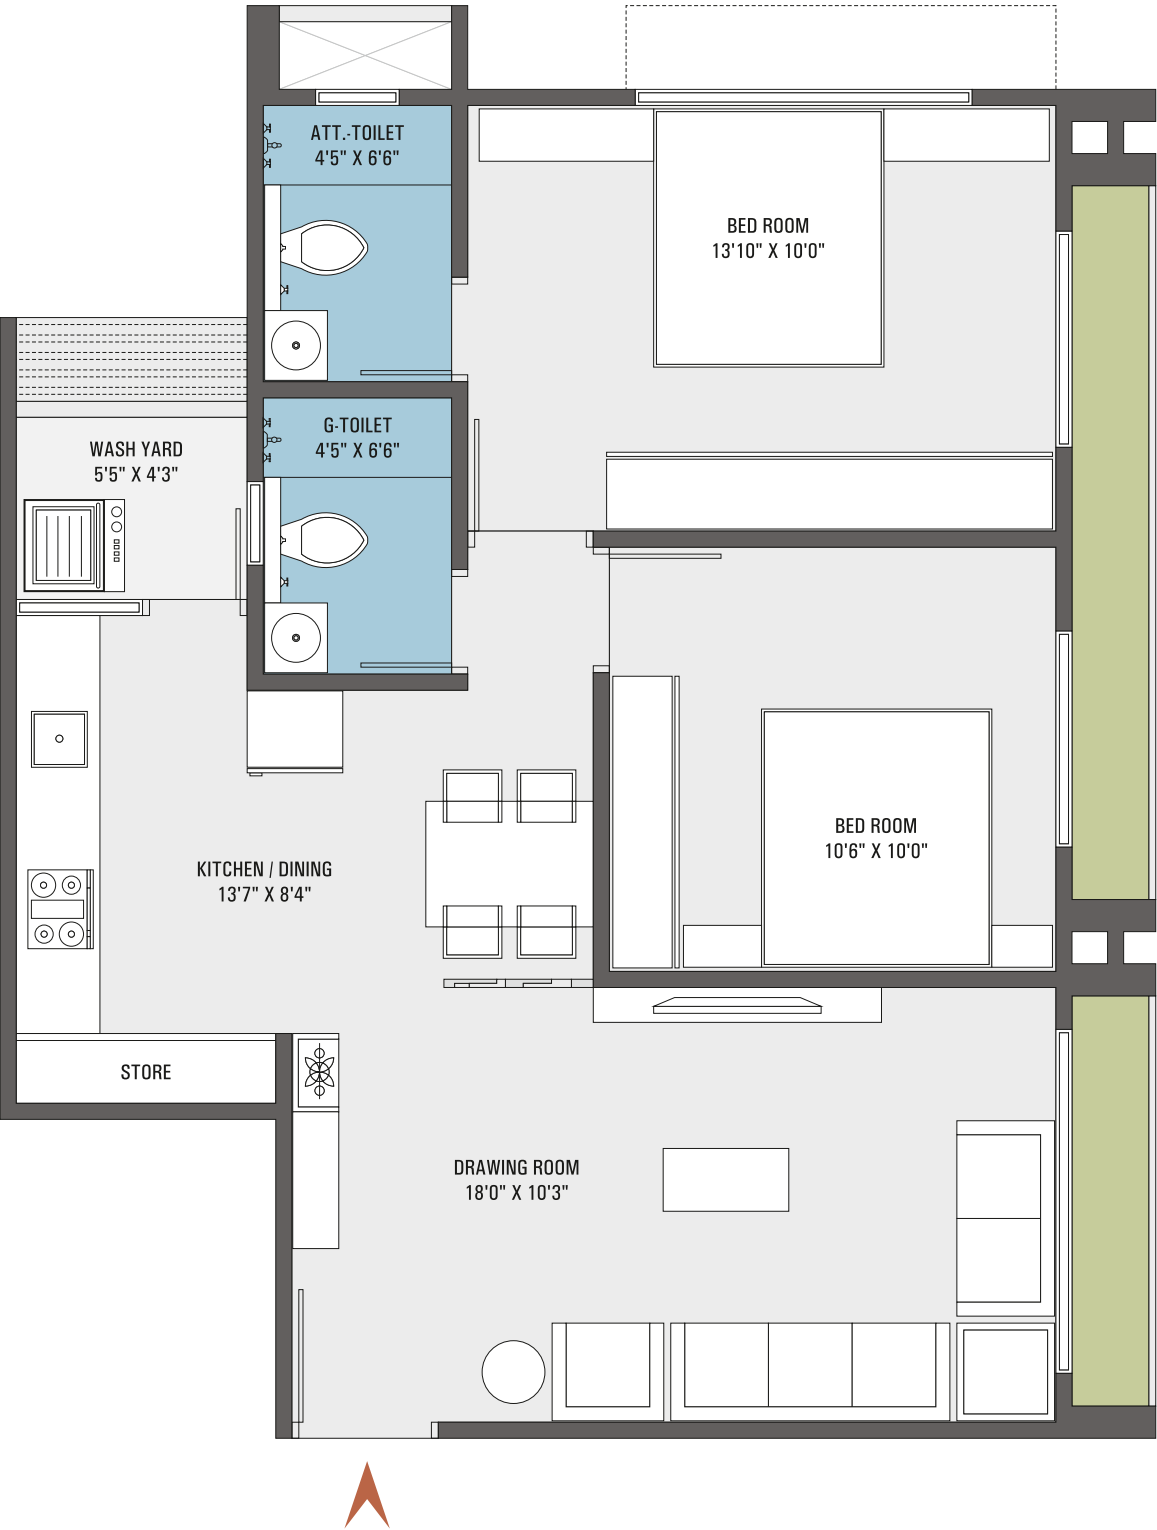 ATT.-TOILET
4'5" X 6'6"
BED ROOM
13'10" X 10'0"
G-TOILET
4'5" X 6'6"
WASH YARD
5'5" X 4'3"
BED ROOM
10'6" X 10'0"
KITCHEN / DINING
13'7" X 8'4"
STORE
DRAWING ROOM
18'0" X 10'3"